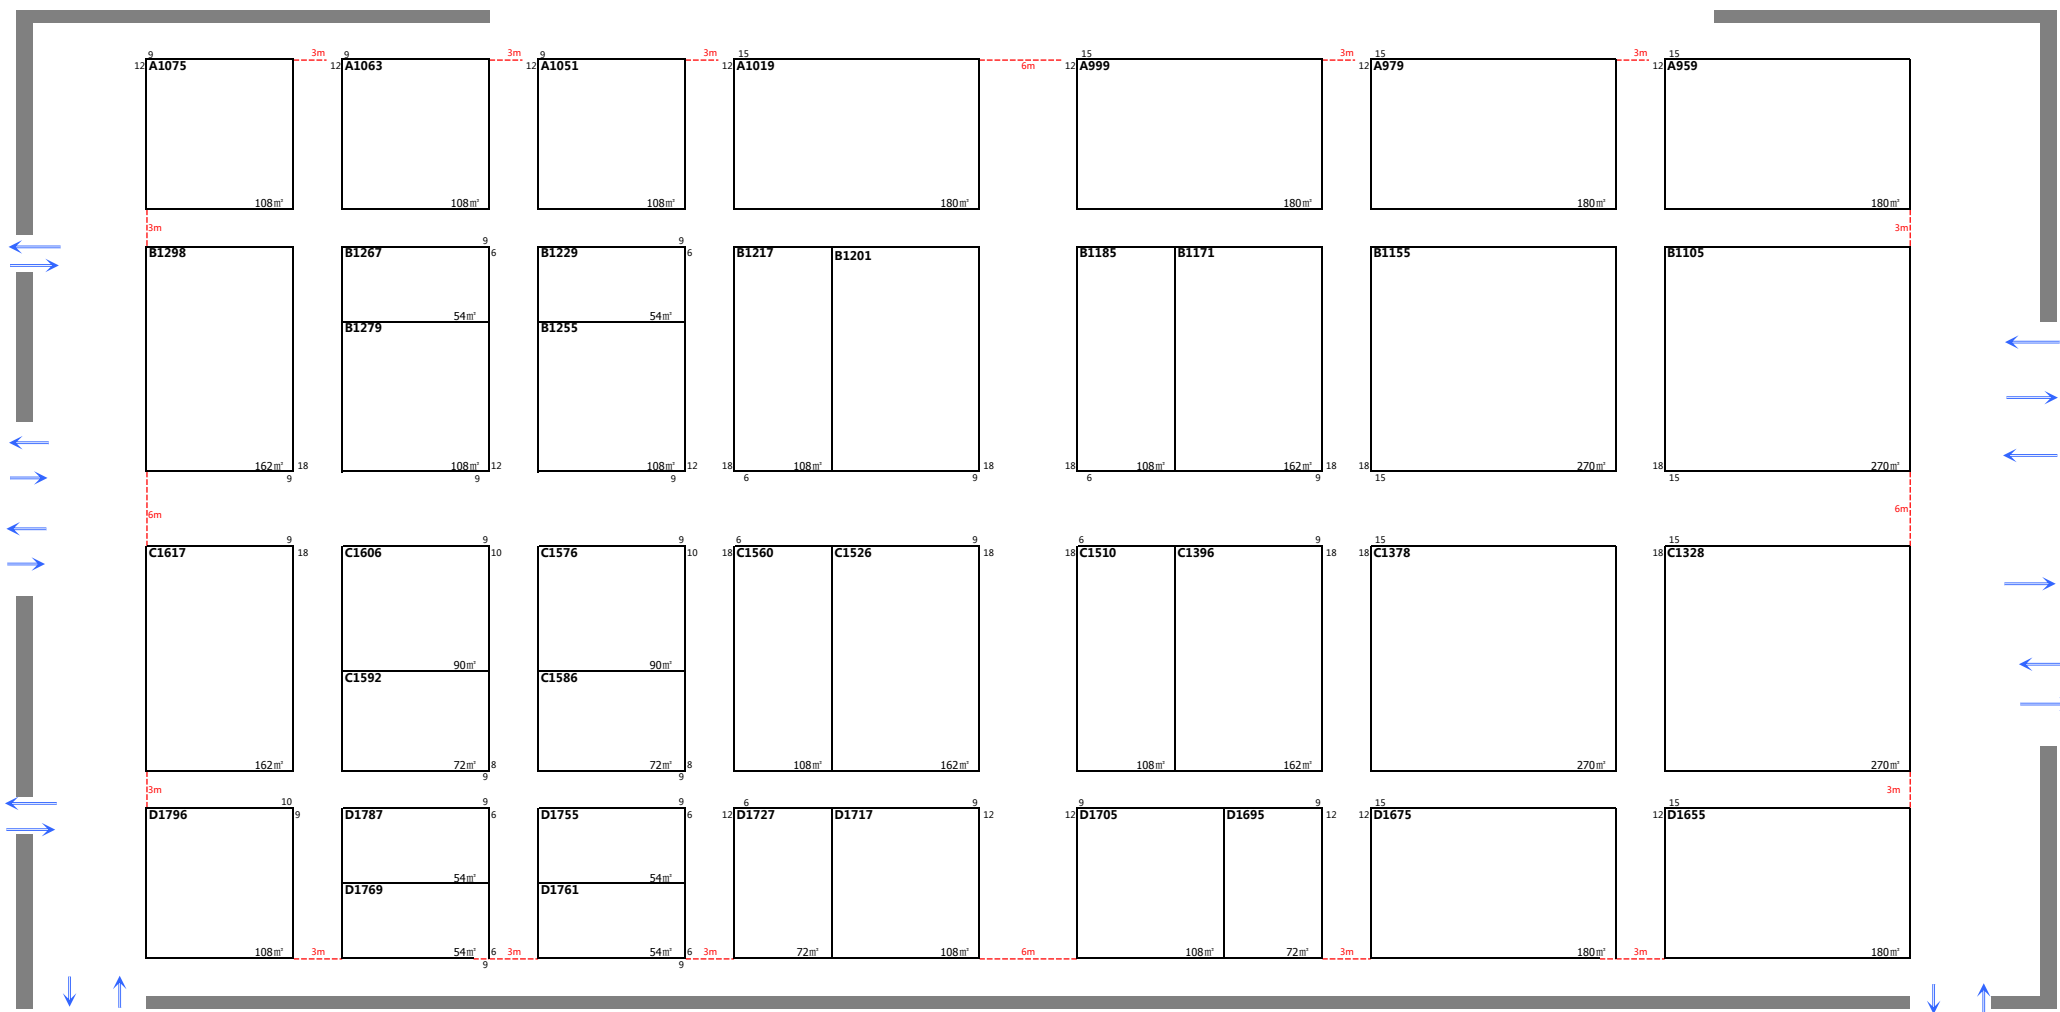 9 3m 9 3m 9 3m 15 6m 15 3m 15 3m 15
12 A1075 12 A1063 12 A1051 12 A1019 12 A999 12 A979 12 A959
108㎡ 108㎡ 108㎡ 180㎡ 180㎡ 180㎡ 180㎡
3m 3m
9 9
B1298 B1267 6 B1229 6 B1217 B1201 B1185 B1171 B1155 B1105
54㎡ 54㎡
B1279 B1255
162㎡ 18 108㎡ 12 108㎡ 12 18 108㎡ 18 18 108㎡ 162㎡ 18 18 270㎡ 18 270㎡
9 9 9 6 9 6 9 15 15
6m 6m
9 9 9 6 9 6 9 15 15
C1617 18 C1606 10 C1576 10 18 C1560 C1526 18 18 C1510 C1396 18 18 C1378 18 C1328
90㎡ 90㎡
C1592 C1586
162㎡ 72㎡ 8 72㎡ 8 108㎡ 162㎡ 108㎡ 162㎡ 270㎡ 270㎡
9 9
3m 3m
10 9 9 6 9 9 9 15 15
D1796 9 D1787 6 D1755 6 12 D1727 D1717 12 12 D1705 D1695 12 12 D1675 12 D1655
54㎡ 54㎡
D1769 D1761
108㎡ 3m 54㎡ 6 3m 54㎡ 6 3m 72㎡ 108㎡ 6m 108㎡ 72㎡ 3m 180㎡ 3m 180㎡
9 9